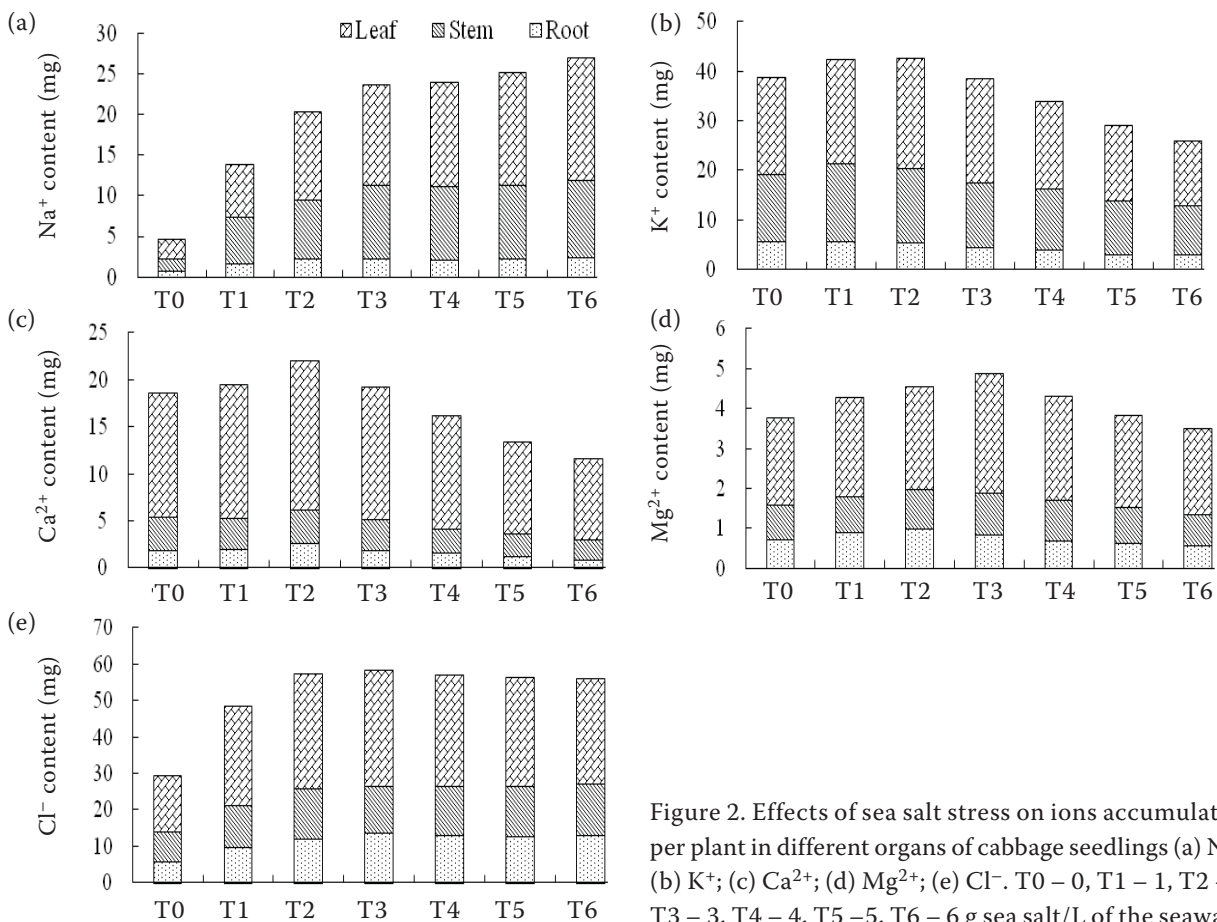 (a)
Leaf Stem Root
Na⁺ content (mg)
30
25
20
15
10
5
0
T0 T1 T2 T3 T4 T5 T6
(b)
K⁺ content (mg)
50
40
30
20
10
0
T0 T1 T2 T3 T4 T5 T6
(c)
Ca²⁺ content (mg)
25
20
15
10
5
0
T0 T1 T2 T3 T4 T5 T6
(d)
Mg²⁺ content (mg)
6
5
4
3
2
1
0
T0 T1 T2 T3 T4 T5 T6
(e)
Cl⁻ content (mg)
70
60
50
40
30
20
10
0
T0 T1 T2 T3 T4 T5 T6
Figure 2. Effects of sea salt stress on ions accumulat
per plant in different organs of cabbage seedlings (a) N
(b) K⁺; (c) Ca²⁺; (d) Mg²⁺; (e) Cl⁻. T0 – 0, T1 – 1, T2 –
T3 – 3, T4 – 4, T5 –5, T6 – 6 g sea salt/L of the seawa